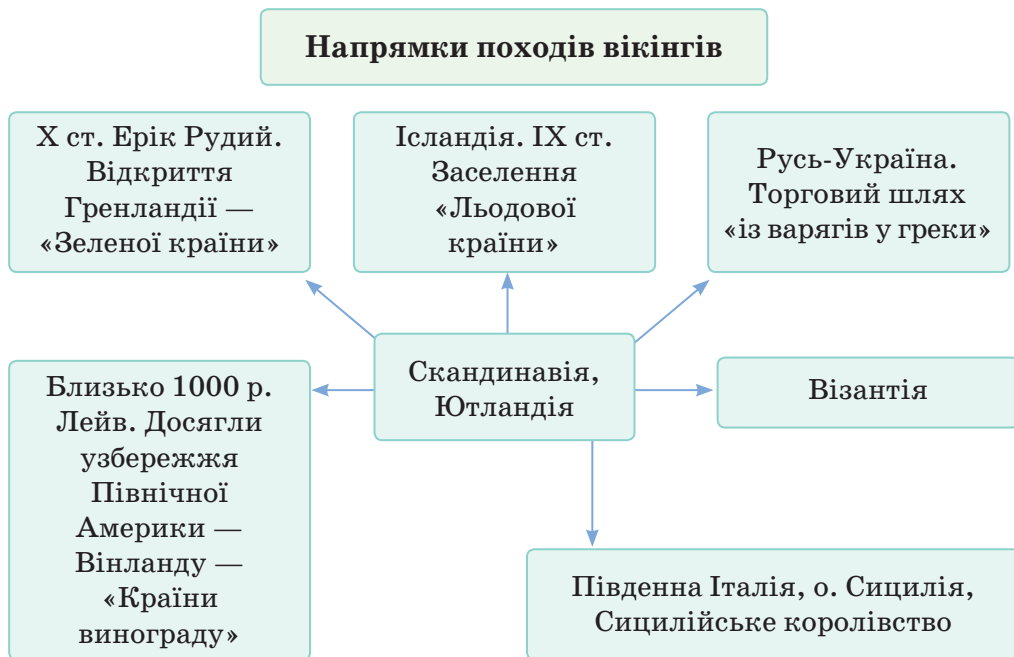 Напрямки походів вікінгів
X ст. Ерік Рудий.
Відкриття
Гренландії —
«Зеленої країни»
Ісландія. IX ст.
Заселення
«Льодової
країни»
Русь-Україна.
Торговий шлях
«із варягів у греки»
Скандинавія,
Ютландія
Близько 1000 р.
Лейв. Досягли
узбережжя
Північної
Америки —
Вінланду —
«Країни
винограду»
Візантія
Південна Італія, о. Сицилія,
Сицилійське королівство